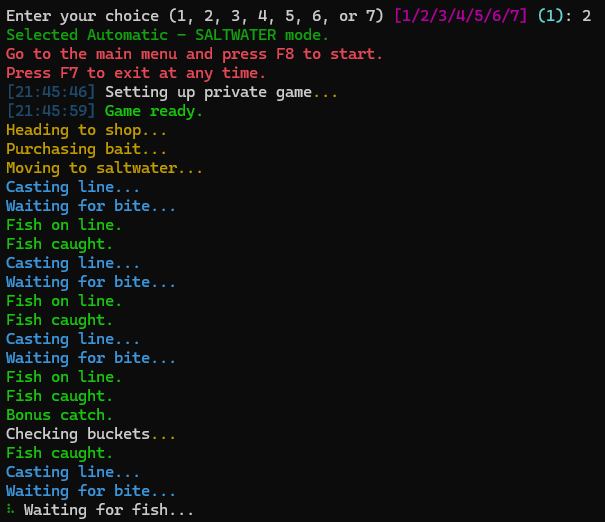 Enter your choice (1, 2, 3, 4, 5, 6, or 7) [1/2/3/4/5/6/7] (1): 2
Selected Automatic - SALTWATER mode.
Go to the main menu and press F8 to start.
Press F7 to exit at any time.
[21:45:46] Setting up private game...
[21:45:59] Game ready.
Heading to shop...
Purchasing bait...
Moving to saltwater...
Casting line...
Waiting for bite...
Fish on line.
Fish caught.
Casting line...
Waiting for bite...
Fish on line.
Fish caught.
Casting line...
Waiting for bite...
Fish on line.
Fish caught.
Bonus catch.
Checking buckets...
Fish caught.
Casting line...
Waiting for bite...
Waiting for fish...